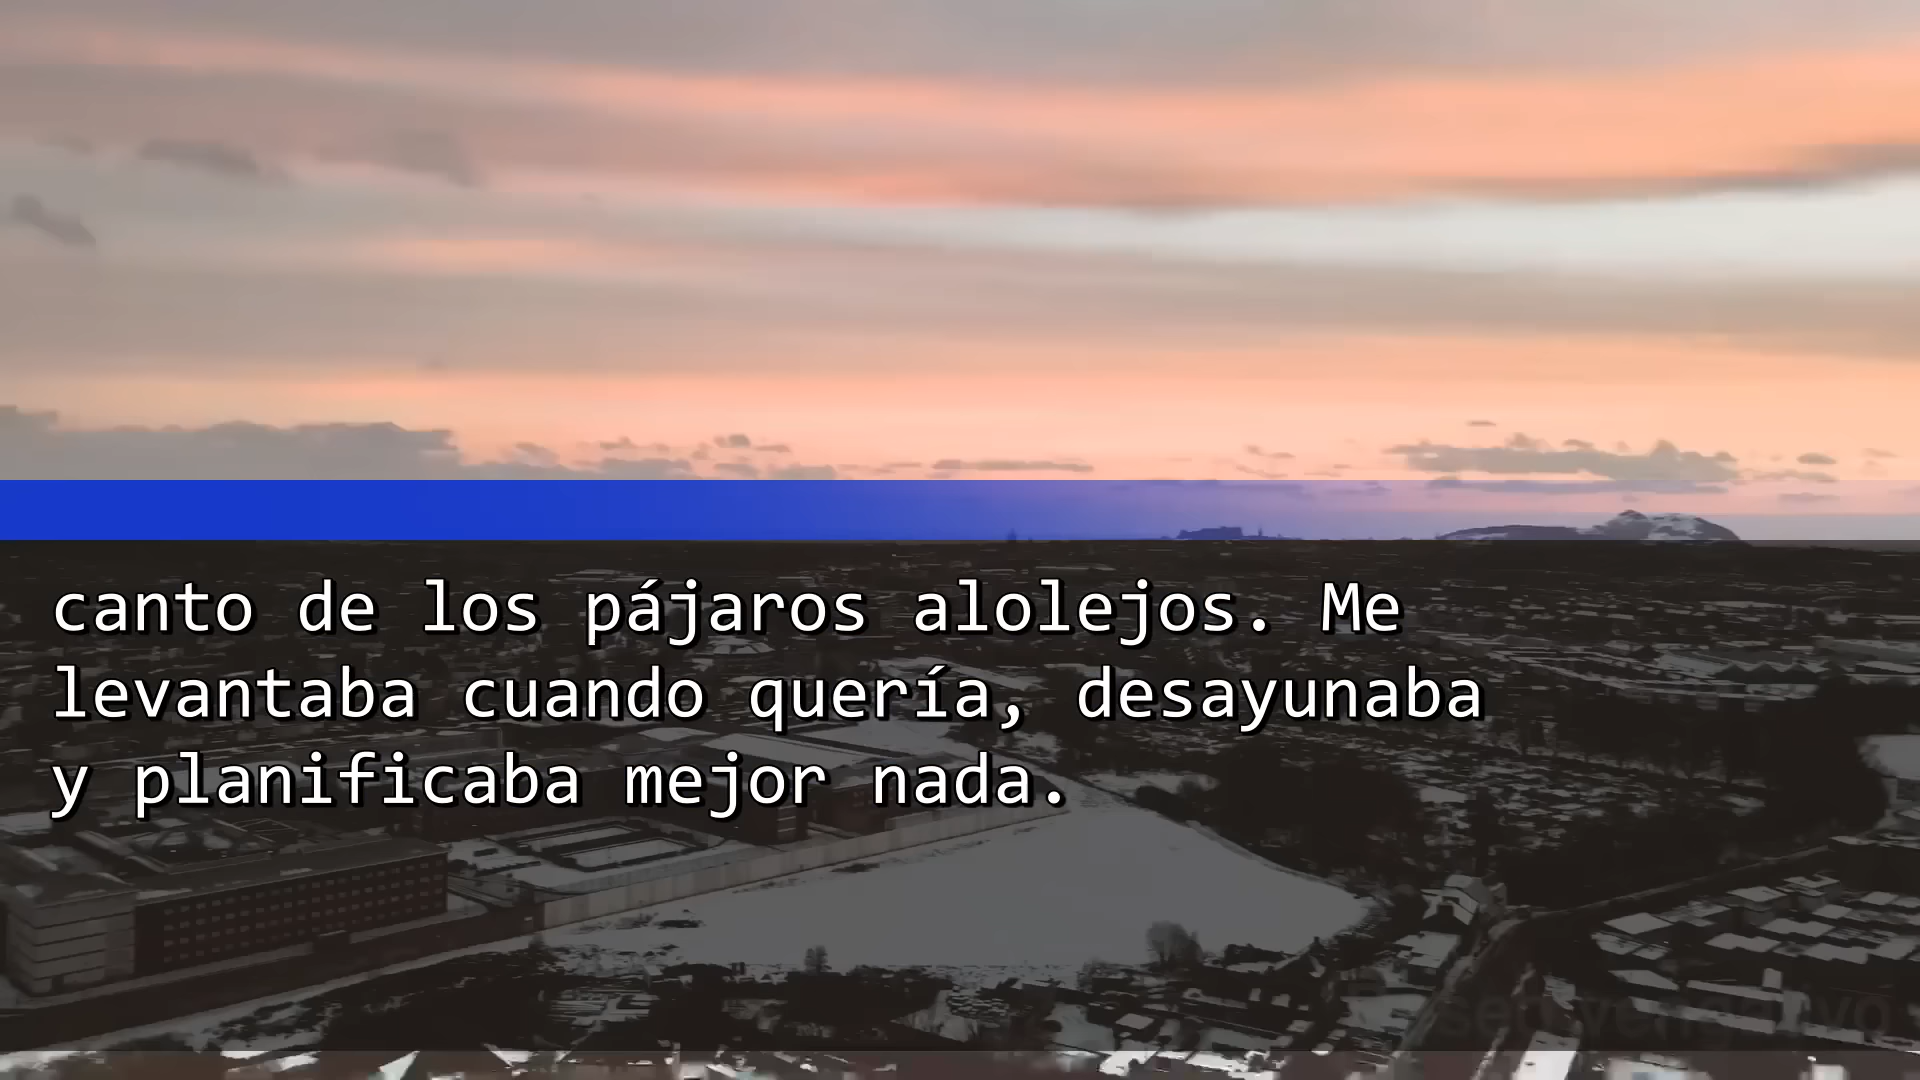 canto de los pájaros alolejos. Me
levantaba cuando quería, desayunaba
y planificaba mejor nada.